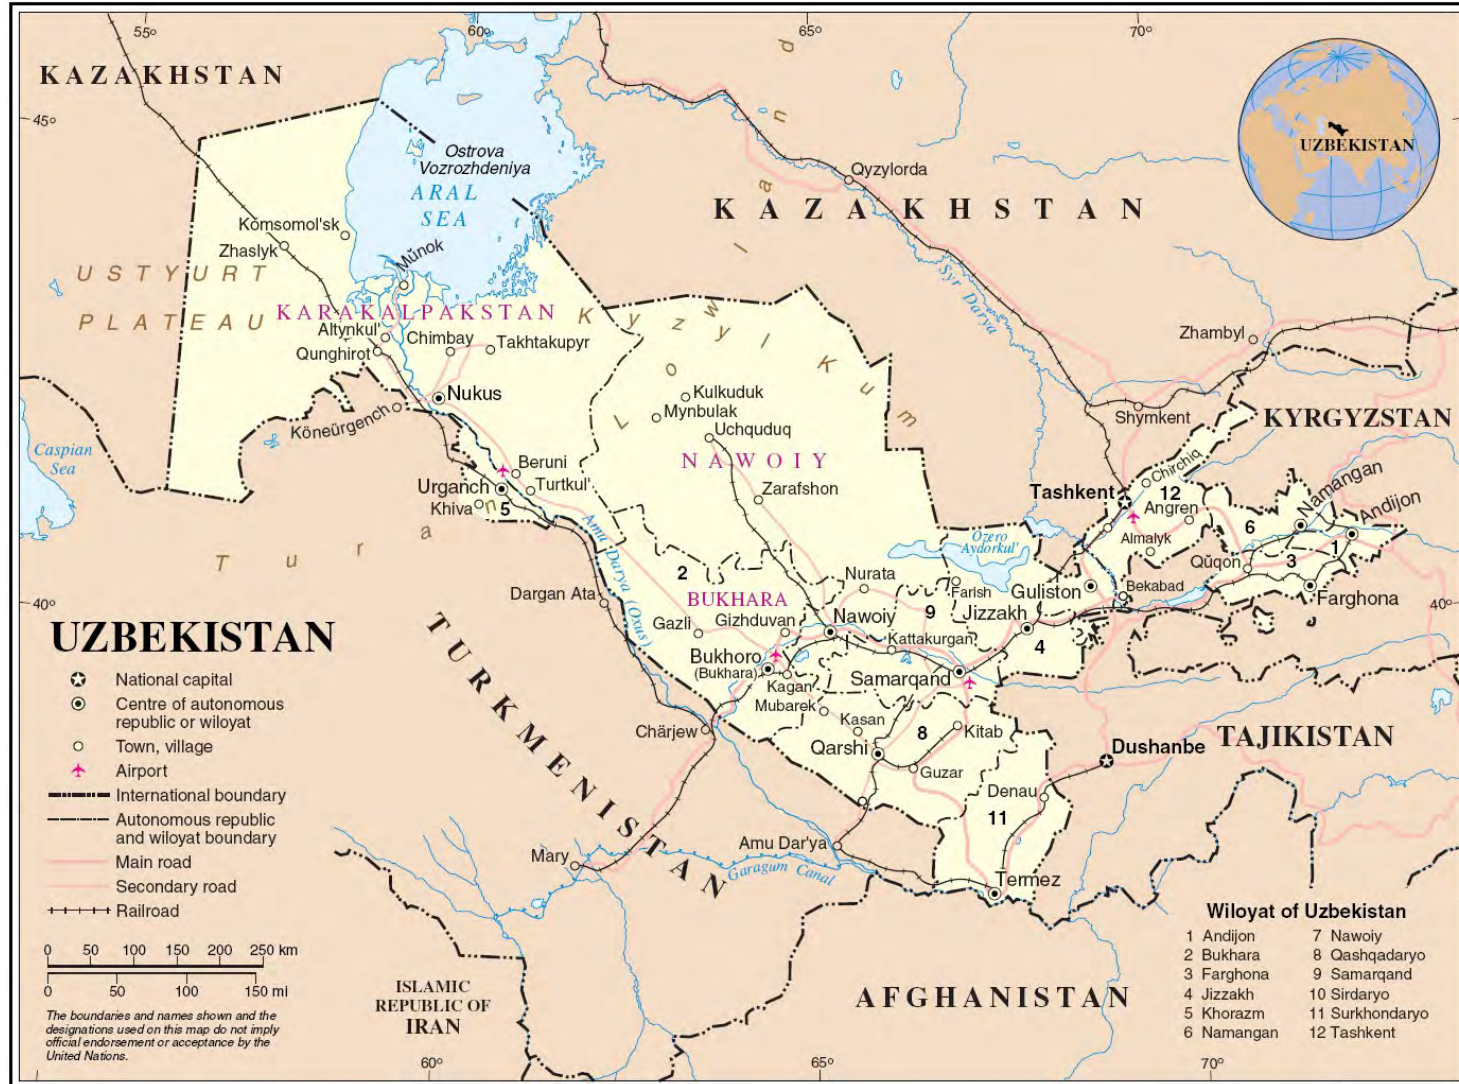 55°
60°
65°
70°
KAZAKHSTAN
45°
Ostrova
Vozrozhdeniya
ARAL
SEA
Qyzylorda
KAZAKHSTAN
UZBEKISTAN
Komsomol'sk
Zhaslyk
Mŭnok
USTYURT
PLATEAU
KARAKALPAKSTAN
Kyzyl Kum
Lowland
Syr Darya
Zhambyl
Altynkul'
Chimbay
Takhtakupyr
Qunghirot
Nukus
Kulkuduk
Mynbulak
Uchquduq
Shymkent
KYRGYZSTAN
Köneürgench
Caspian
Sea
NAWOIY
Beruni
Urganch
Turtkul'
Khiva
5
Zarafshon
Chirchiq
Tashkent
12
Angren
Namangan
Andijon
6
Almalyk
1
Turan
Amu Darya (Oxus)
Ozero
Aydorkul'
Qŭqon
3
2
Nurata
Farish
Guliston
Bekabad
Farghona
40°
Dargan Ata
BUKHARA
9
Jizzakh
40°
Gazli
Gizhduvan
Nawoiy
Kattakurgan
4
Bukhoro
(Bukhara)
Kagan
Samarqand
Mubarek
Kasan
Kitab
Chärjew
Qarshi
8
Guzar
Dushanbe
TAJIKISTAN
TURKMENISTAN
Denau
11
Mary
Amu Dar'ya
Garagum Canal
Termez
AFGHANISTAN
ISLAMIC
REPUBLIC OF
IRAN
UZBEKISTAN
National capital
Centre of autonomous
republic or wiloyat
Town, village
Airport
International boundary
Autonomous republic
and wiloyat boundary
Main road
Secondary road
Railroad
0 50 100 150 200 250 km
0 50 100 150 mi
The boundaries and names shown and the
designations used on this map do not imply
official endorsement or acceptance by the
United Nations.
Wiloyat of Uzbekistan
1 Andijon
2 Bukhara
3 Farghona
4 Jizzakh
5 Khorazm
6 Namangan
7 Nawoiy
8 Qashqadaryo
9 Samarqand
10 Sirdaryo
11 Surkhondaryo
12 Tashkent
60°
65°
70°